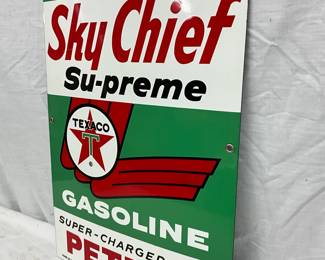 Sky Chief
Su-preme
TEXACO
T
®
GASOLINE
SUPER-CHARGED